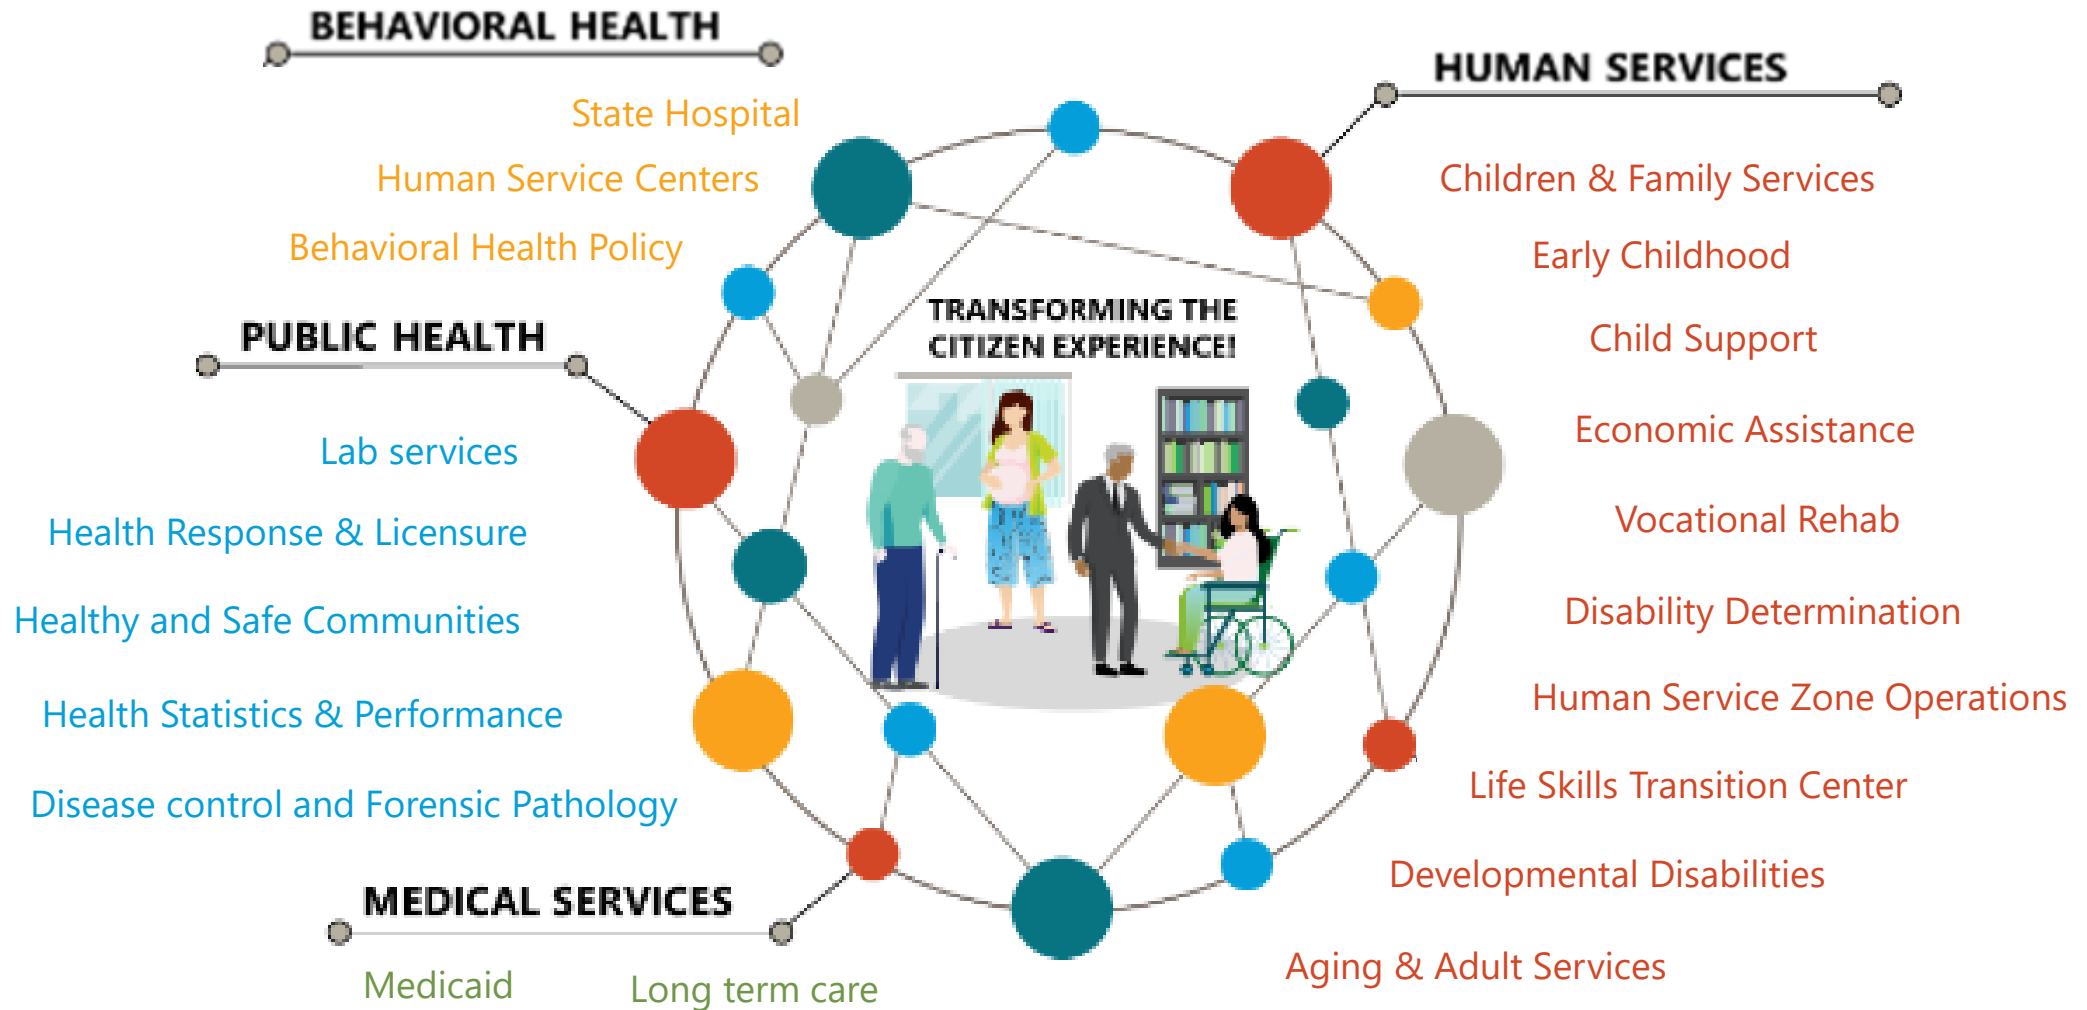 BEHAVIORAL HEALTH
State Hospital
Human Service Centers
Behavioral Health Policy
PUBLIC HEALTH
Lab services
Health Response & Licensure
Healthy and Safe Communities
Health Statistics & Performance
Disease control and Forensic Pathology
MEDICAL SERVICES
Medicaid
Long term care
TRANSFORMING THE
CITIZEN EXPERIENCE!
HUMAN SERVICES
Children & Family Services
Early Childhood
Child Support
Economic Assistance
Vocational Rehab
Disability Determination
Human Service Zone Operations
Life Skills Transition Center
Developmental Disabilities
Aging & Adult Services